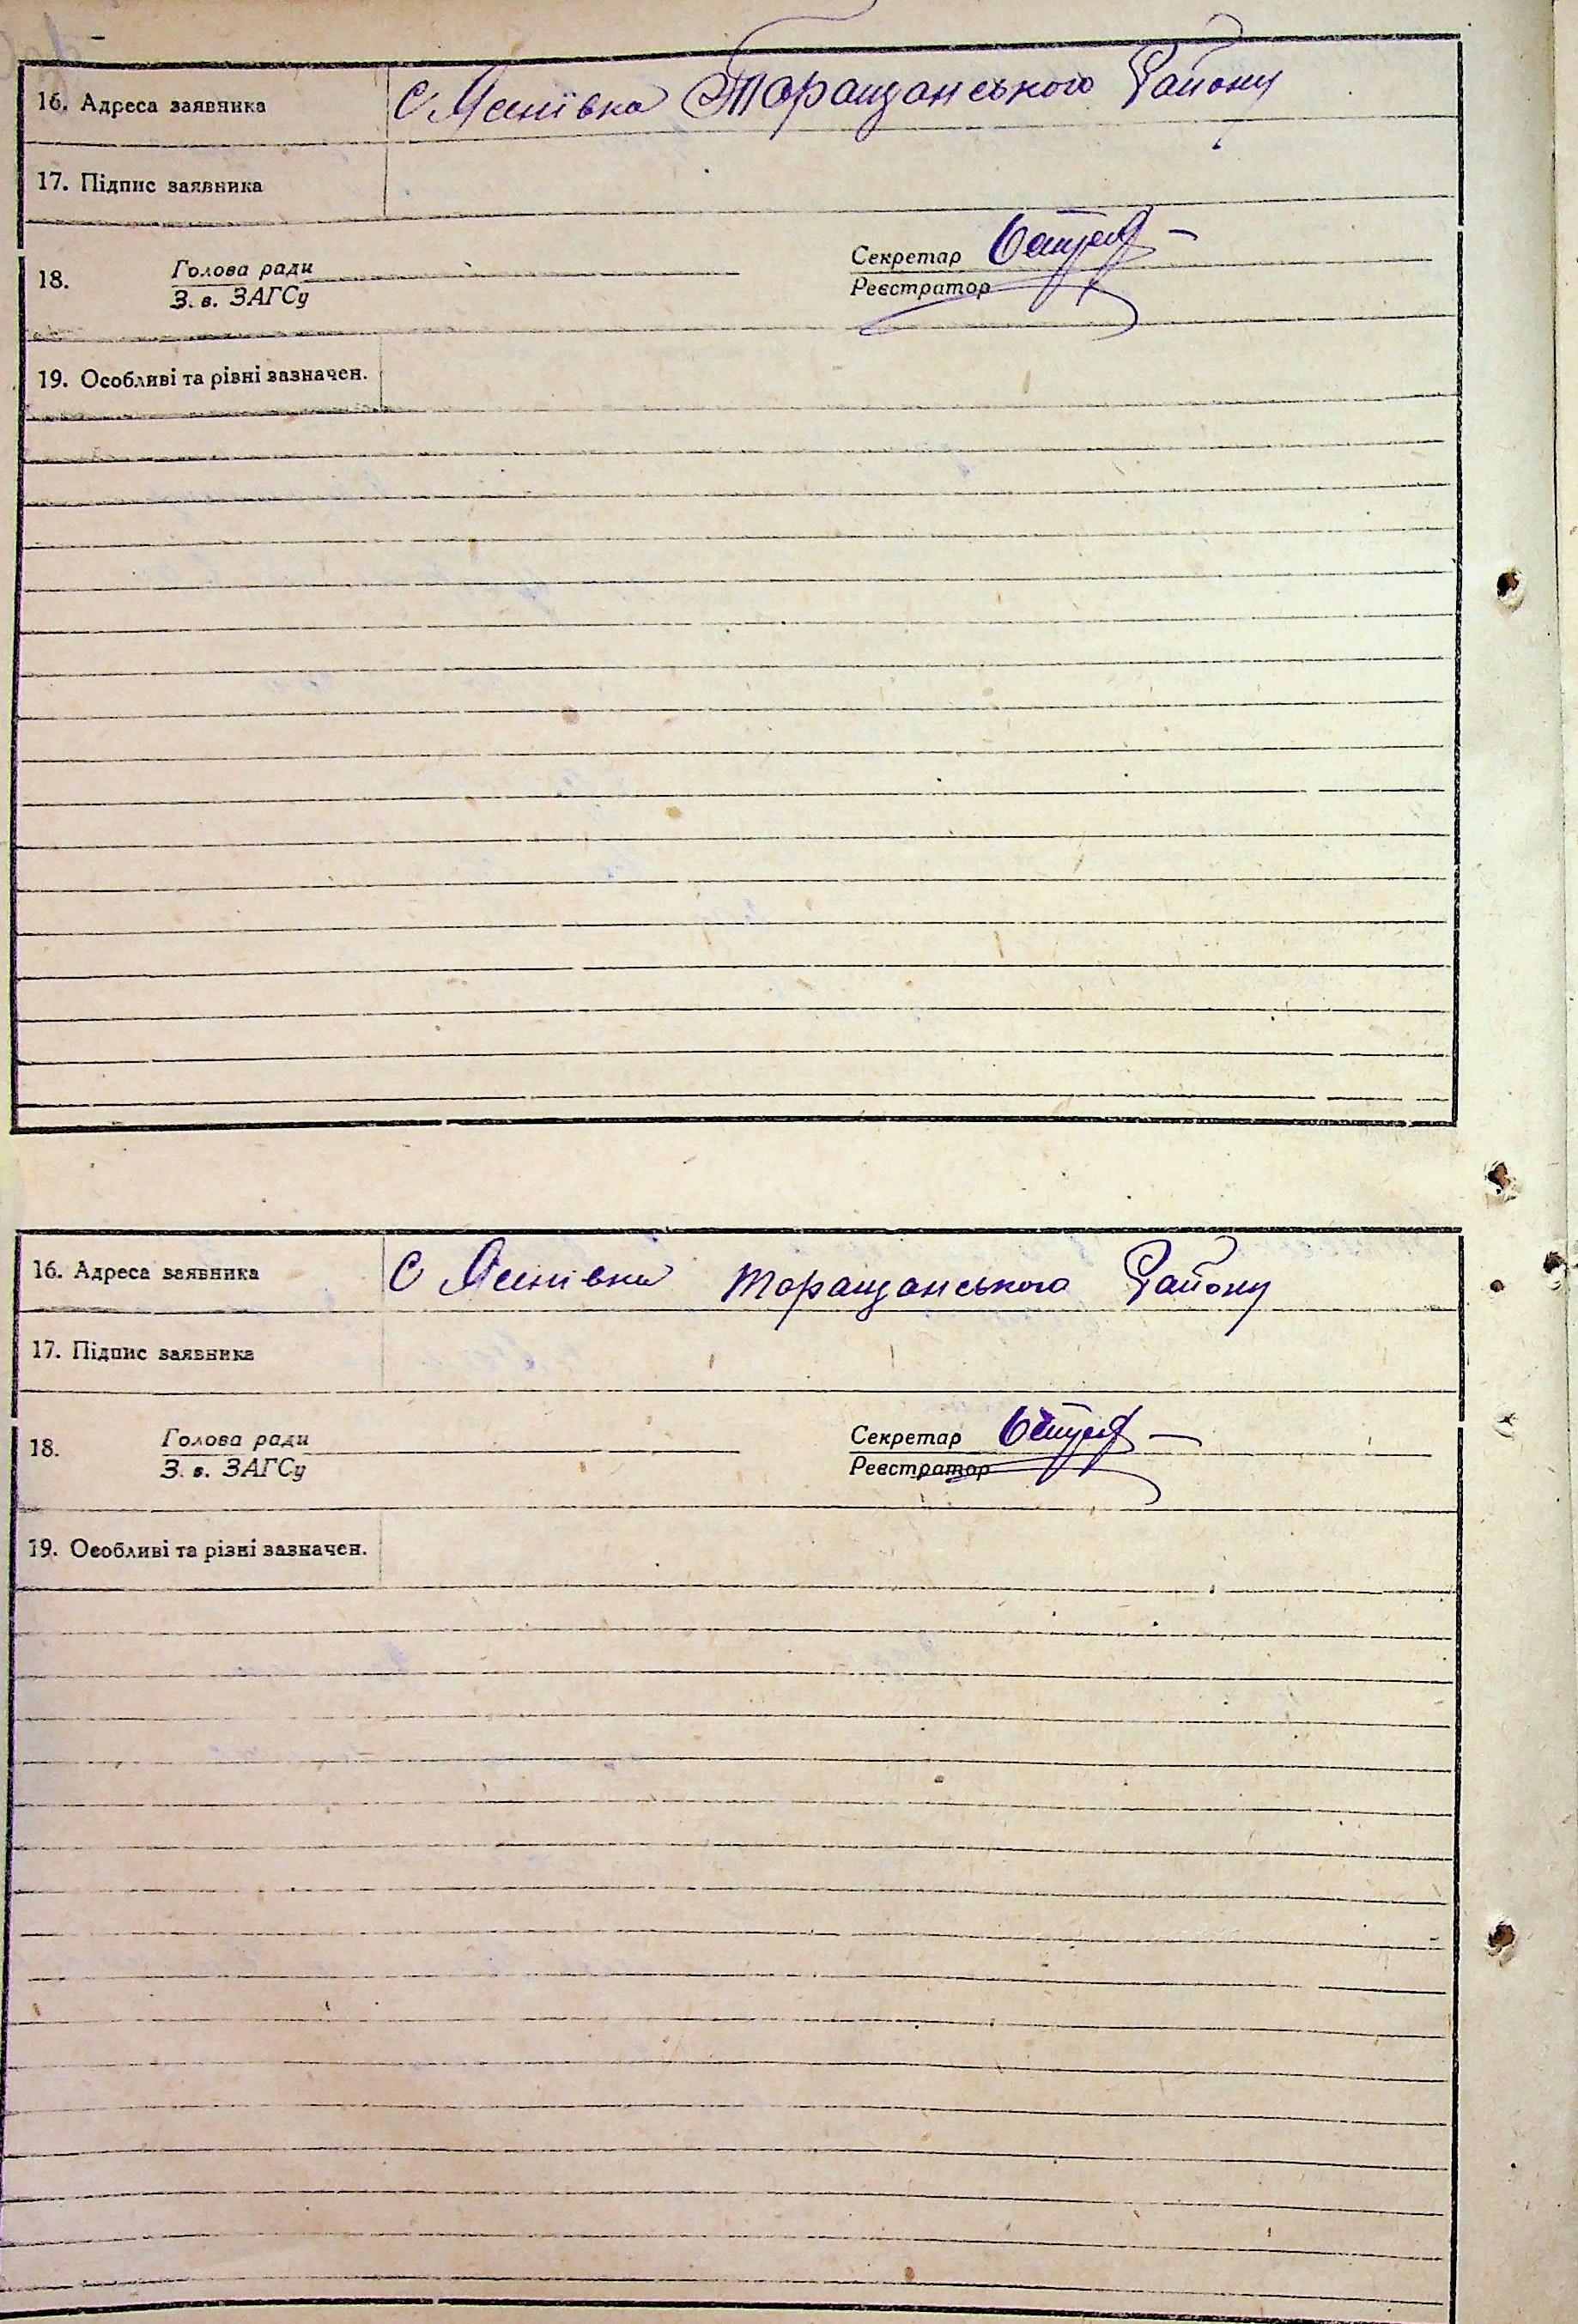 16. Адреса заявника С Лснівка Таращанського Району
17. Підпис заявника
18. Голова ради Секретар
З. в. ЗАГСу Реєстратор
19. Особливі та різні зазначен.
16. Адреса заявника С Лснівка таращанського Району
17. Підпис заявника
18. Голова ради Секретар
З. в. ЗАГСу Реєстратор
19. Особливі та різні зазначен.